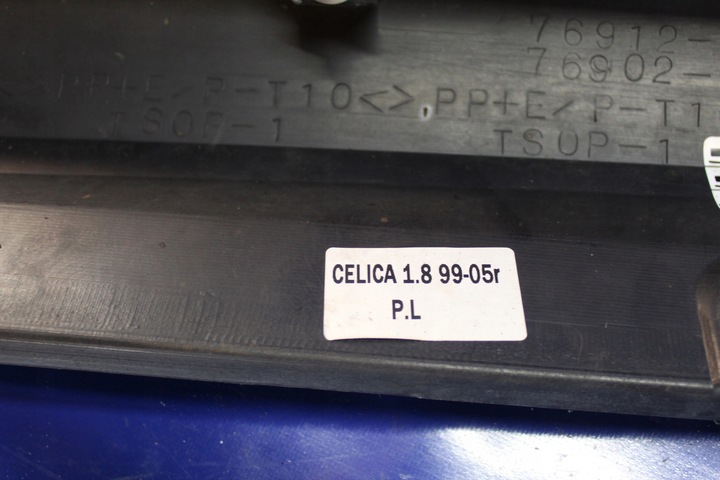 76912-
76902-
PP+E/P-T10<> PP+E/P-T1
TSOP-1 TSOP-1
CELICA 1.8 99-05r
P.L